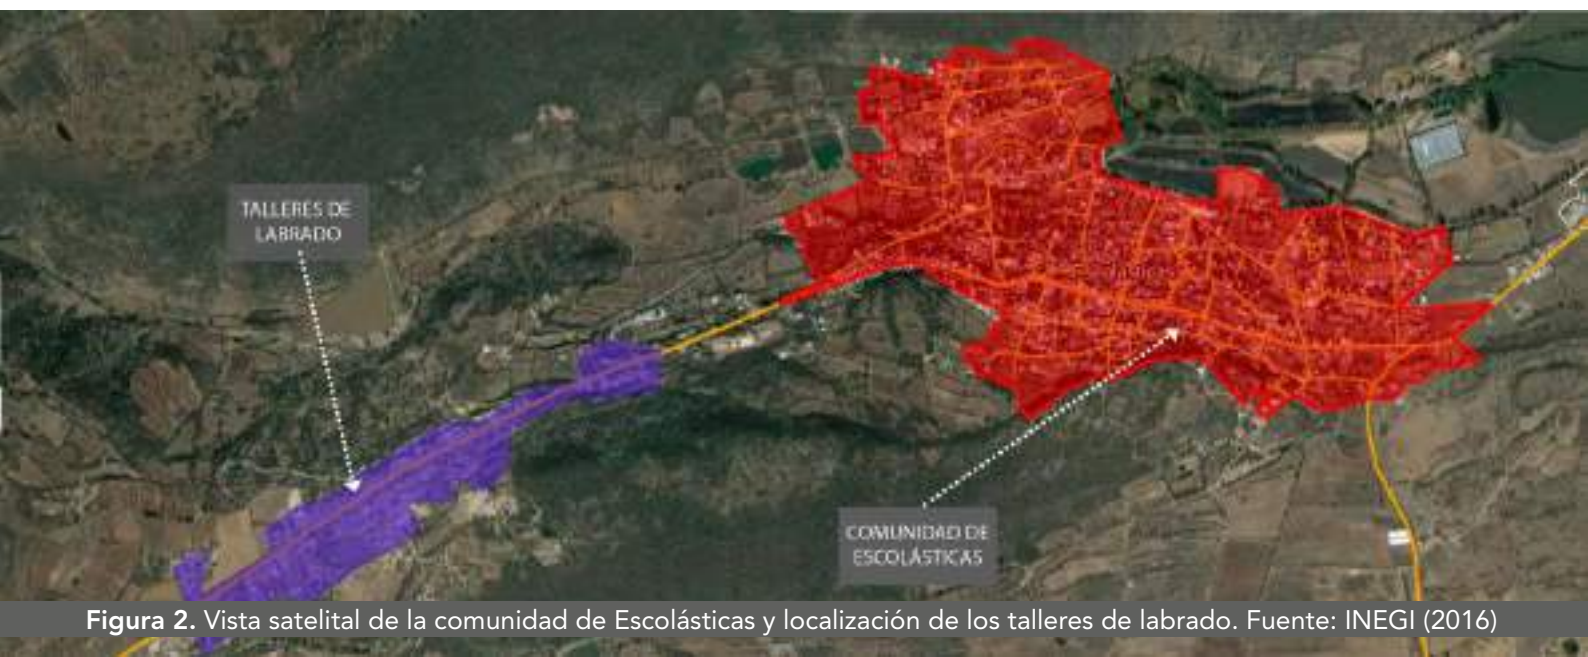 TALLERES DE
LABRADO
COMUNIDAD DE
ESCOLÁSTICAS
Figura 2. Vista satelital de la comunidad de Escolásticas y localización de los talleres de labrado. Fuente: INEGI (2016)